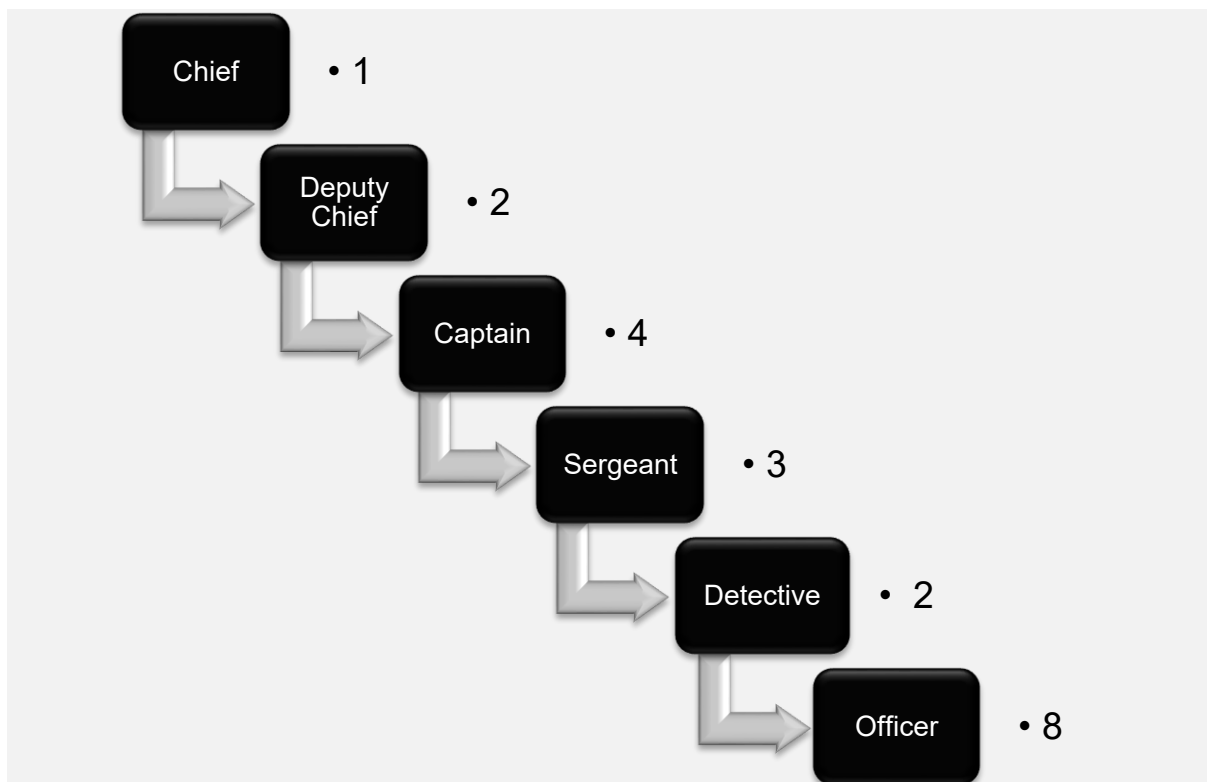 Chief
• 1
Deputy
Chief
• 2
Captain
• 4
Sergeant
• 3
Detective
• 2
Officer
• 8